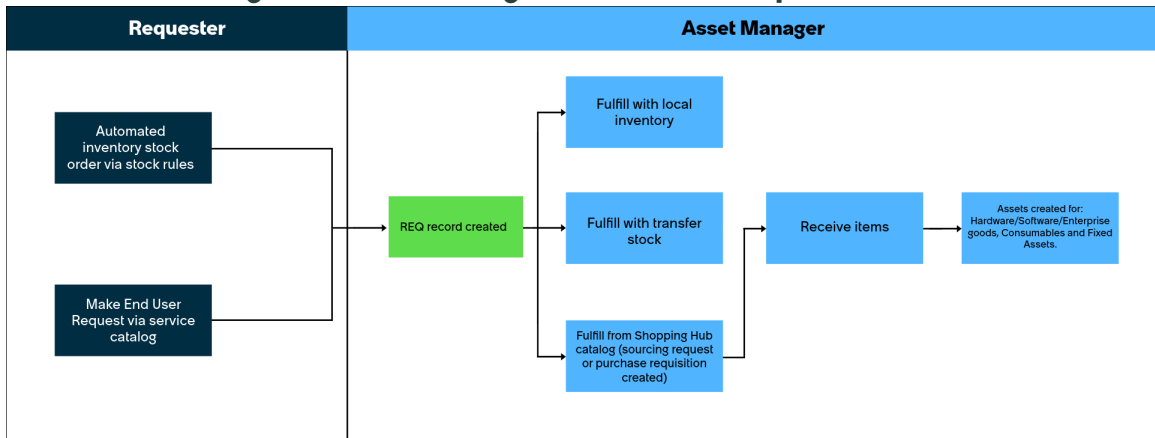 Requester
Asset Manager
Automated
inventory stock
order via stock rules
Make End User
Request via service
catalog
REQ record created
Fulfill with local
inventory
Fulfill with transfer
stock
Fulfill from Shopping Hub
catalog (sourcing request
or purchase requisition
created)
Receive items
Assets created for:
Hardware/Software/Enterprise
goods, Consumables and Fixed
Assets.